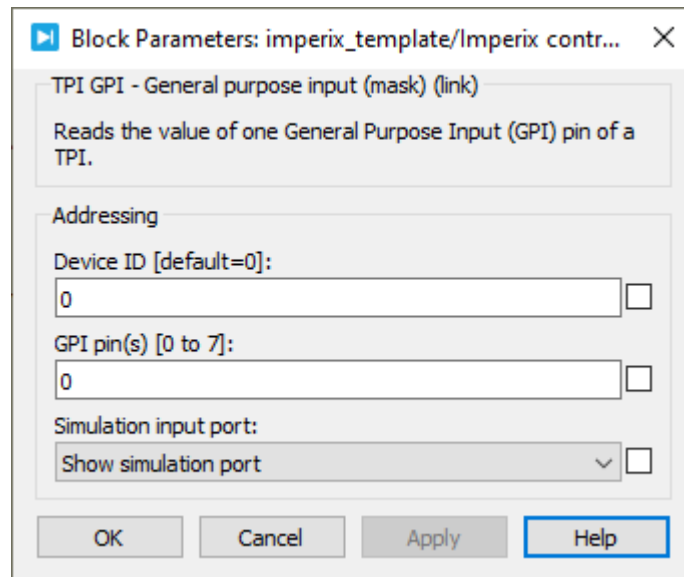 Block Parameters: imperix_template/Imperix contr...
TPI GPI - General purpose input (mask) (link)
Reads the value of one General Purpose Input (GPI) pin of a
TPI.
Addressing
Device ID [default=0]:
0
GPI pin(s) [0 to 7]:
0
Simulation input port:
Show simulation port
OK Cancel Apply Help